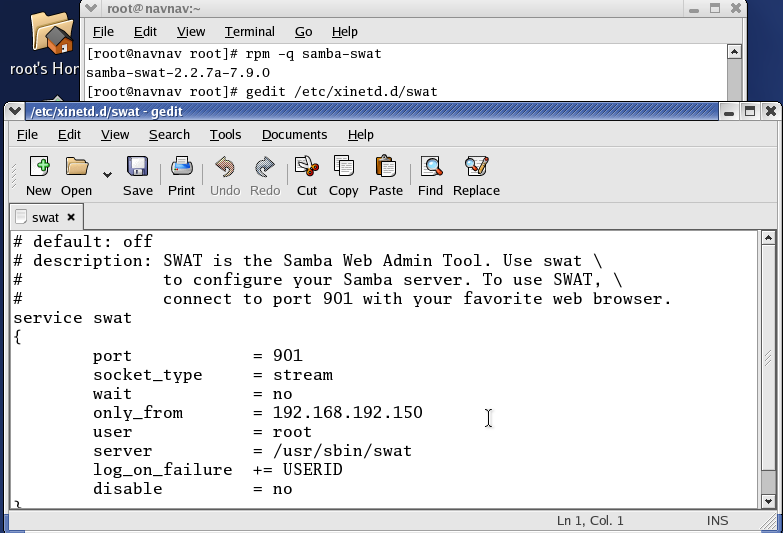 root@navnav:~
File Edit View Terminal Go Help
[root@navnav root]# rpm -q samba-swat
samba-swat-2.2.7a-7.9.0
[root@navnav root]# gedit /etc/xinetd.d/swat
root's Hor
/etc/xinetd.d/swat - gedit
File Edit View Search Tools Documents Help
New Open Save Print Undo Redo Cut Copy Paste Find Replace
swat
# default: off
# description: SWAT is the Samba Web Admin Tool. Use swat \
#              to configure your Samba server. To use SWAT, \
#              connect to port 901 with your favorite web browser.
service swat
{
        port            = 901
        socket_type     = stream
        wait            = no
        only_from       = 192.168.192.150
        user            = root
        server          = /usr/sbin/swat
        log_on_failure  += USERID
        disable         = no
}
Ln 1, Col. 1 INS